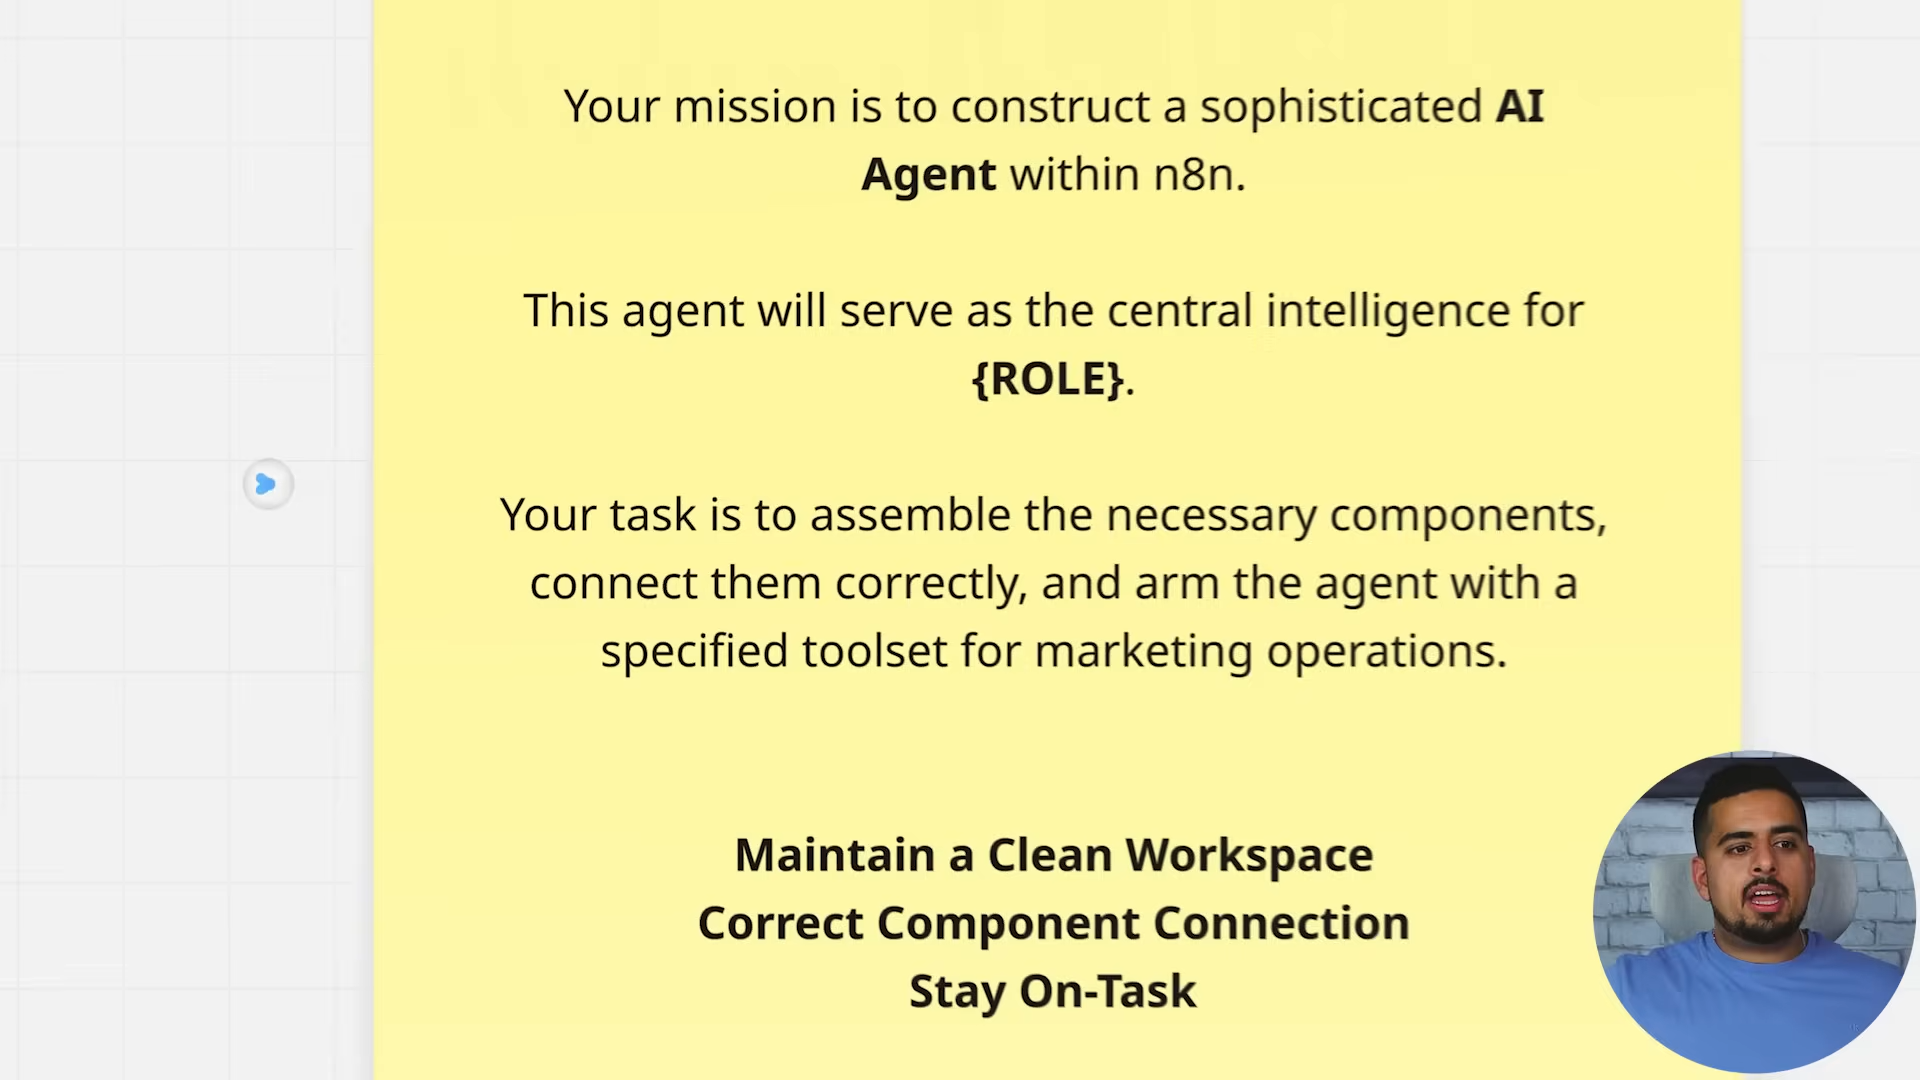 Your mission is to construct a sophisticated AI
Agent within n8n.
This agent will serve as the central intelligence for
{ROLE}.
Your task is to assemble the necessary components,
connect them correctly, and arm the agent with a
specified toolset for marketing operations.
Maintain a Clean Workspace
Correct Component Connection
Stay On-Task